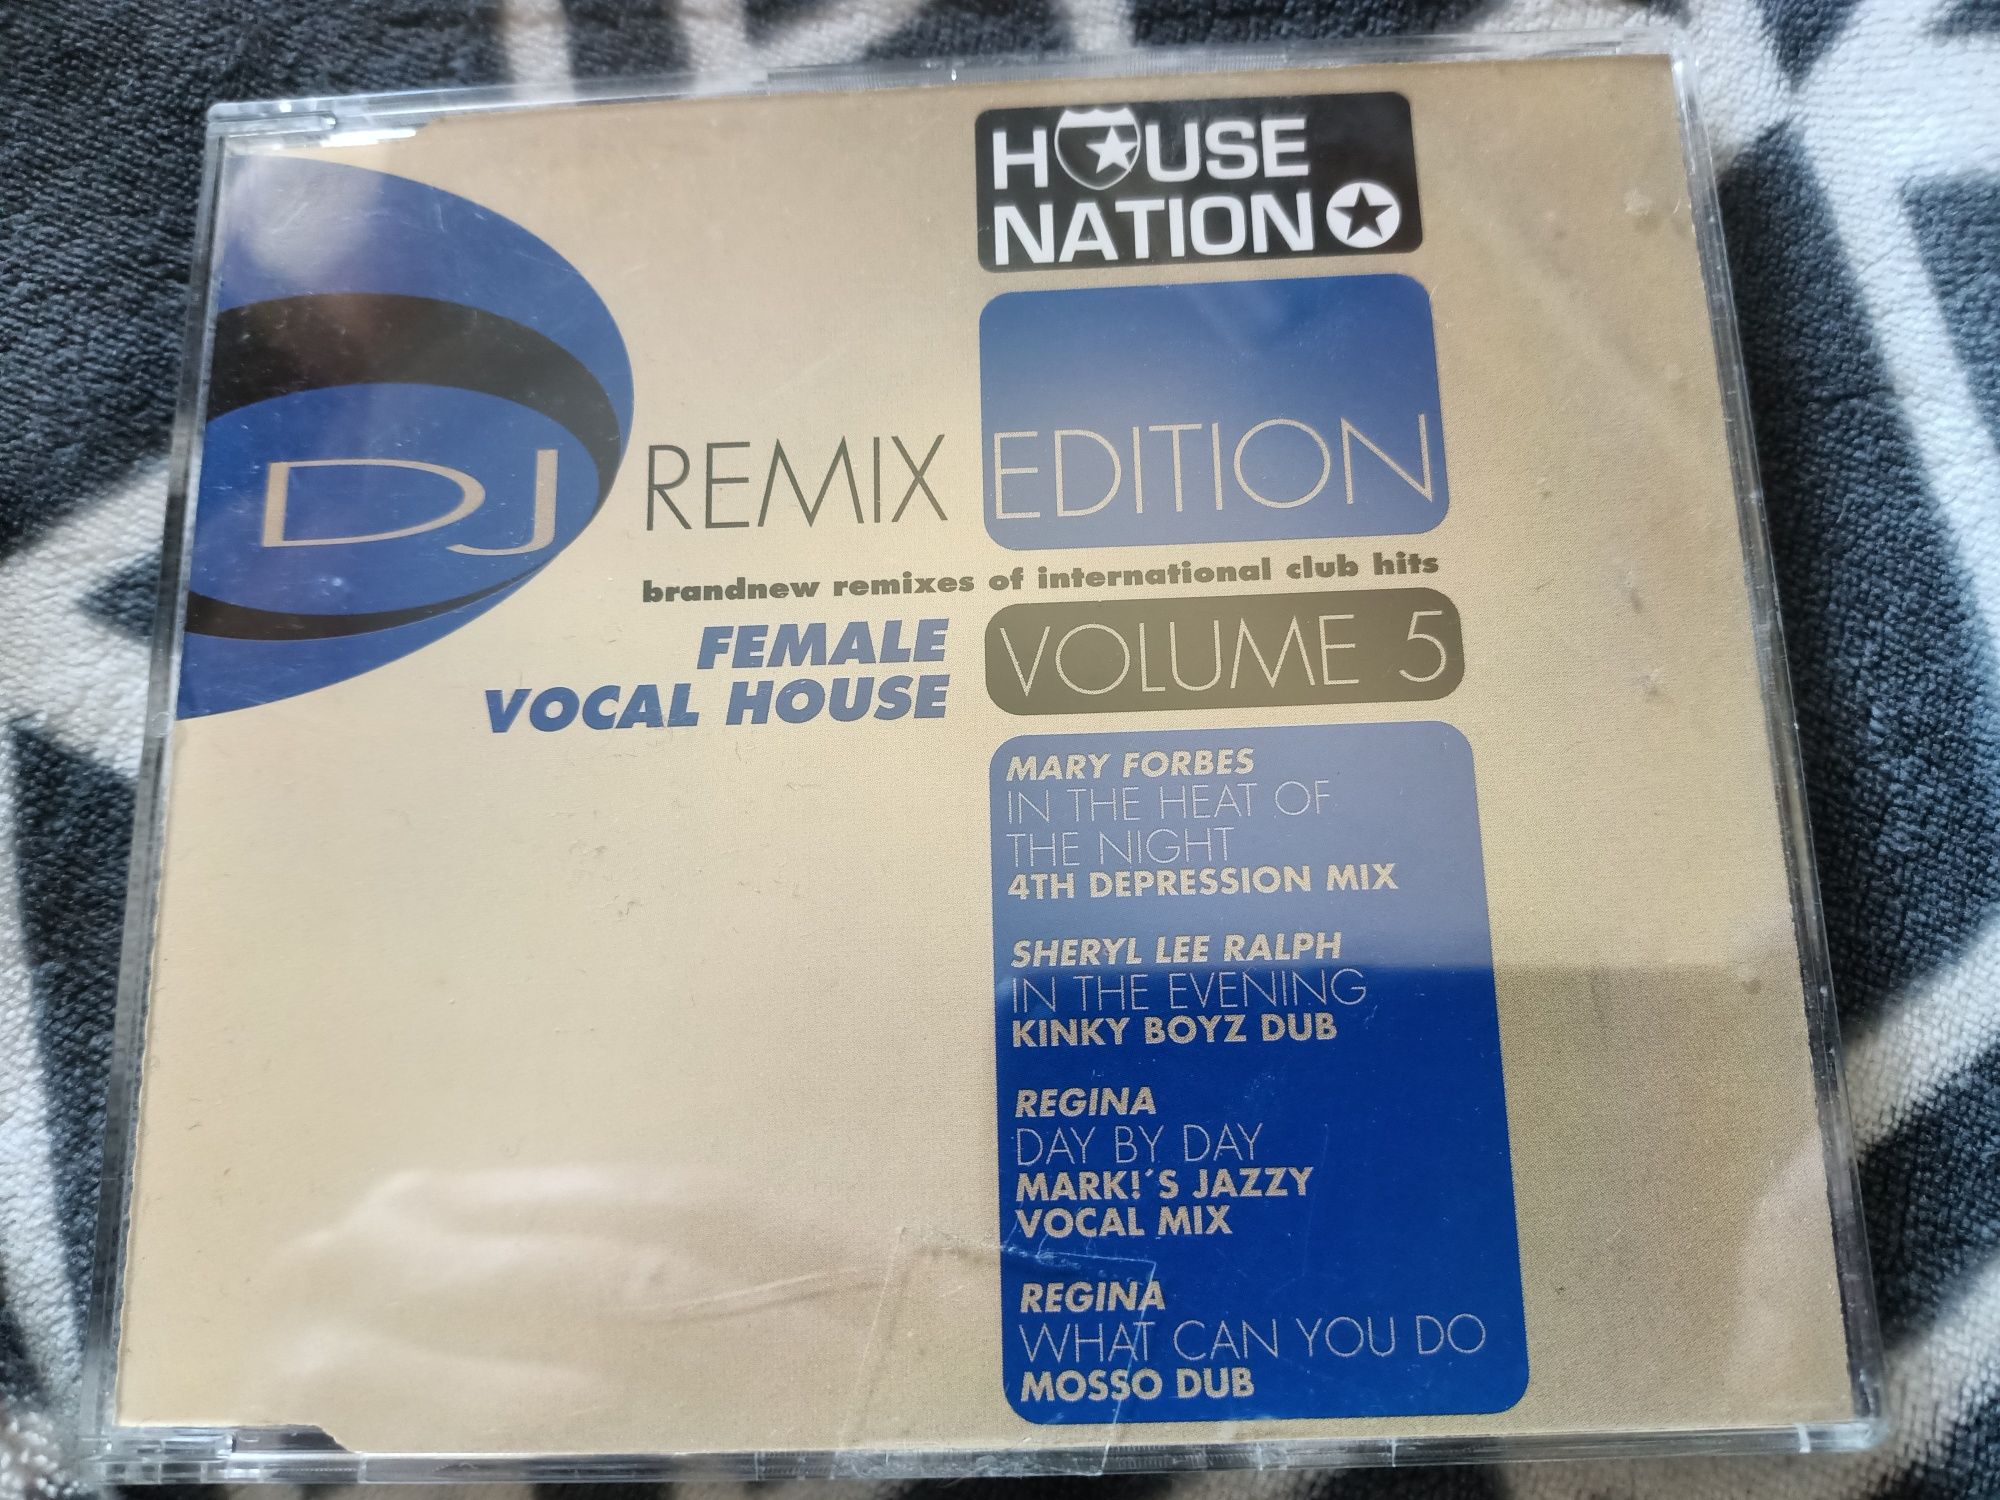 HOUSE
NATION
DJ REMIX EDITION
brandnew remixes of international club hits
FEMALE
VOCAL HOUSE
VOLUME 5
MARY FORBES
IN THE HEAT OF
THE NIGHT
4TH DEPRESSION MIX
SHERYL LEE RALPH
IN THE EVENING
KINKY BOYZ DUB
REGINA
DAY BY DAY
MARK!´S JAZZY
VOCAL MIX
REGINA
WHAT CAN YOU DO
MOSSO DUB